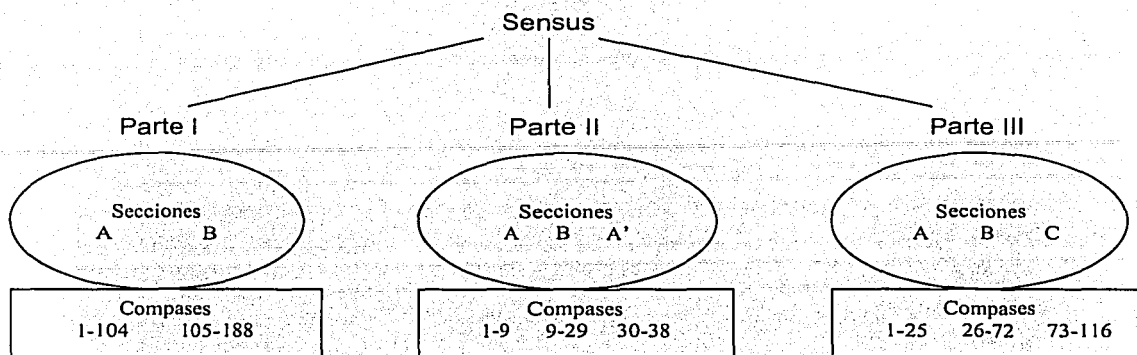 Sensus
Parte I
Secciones
A B
Compases
1-104 105-188
Parte II
Secciones
A B A'
Compases
1-9 9-29 30-38
Parte III
Secciones
A B C
Compases
1-25 26-72 73-116